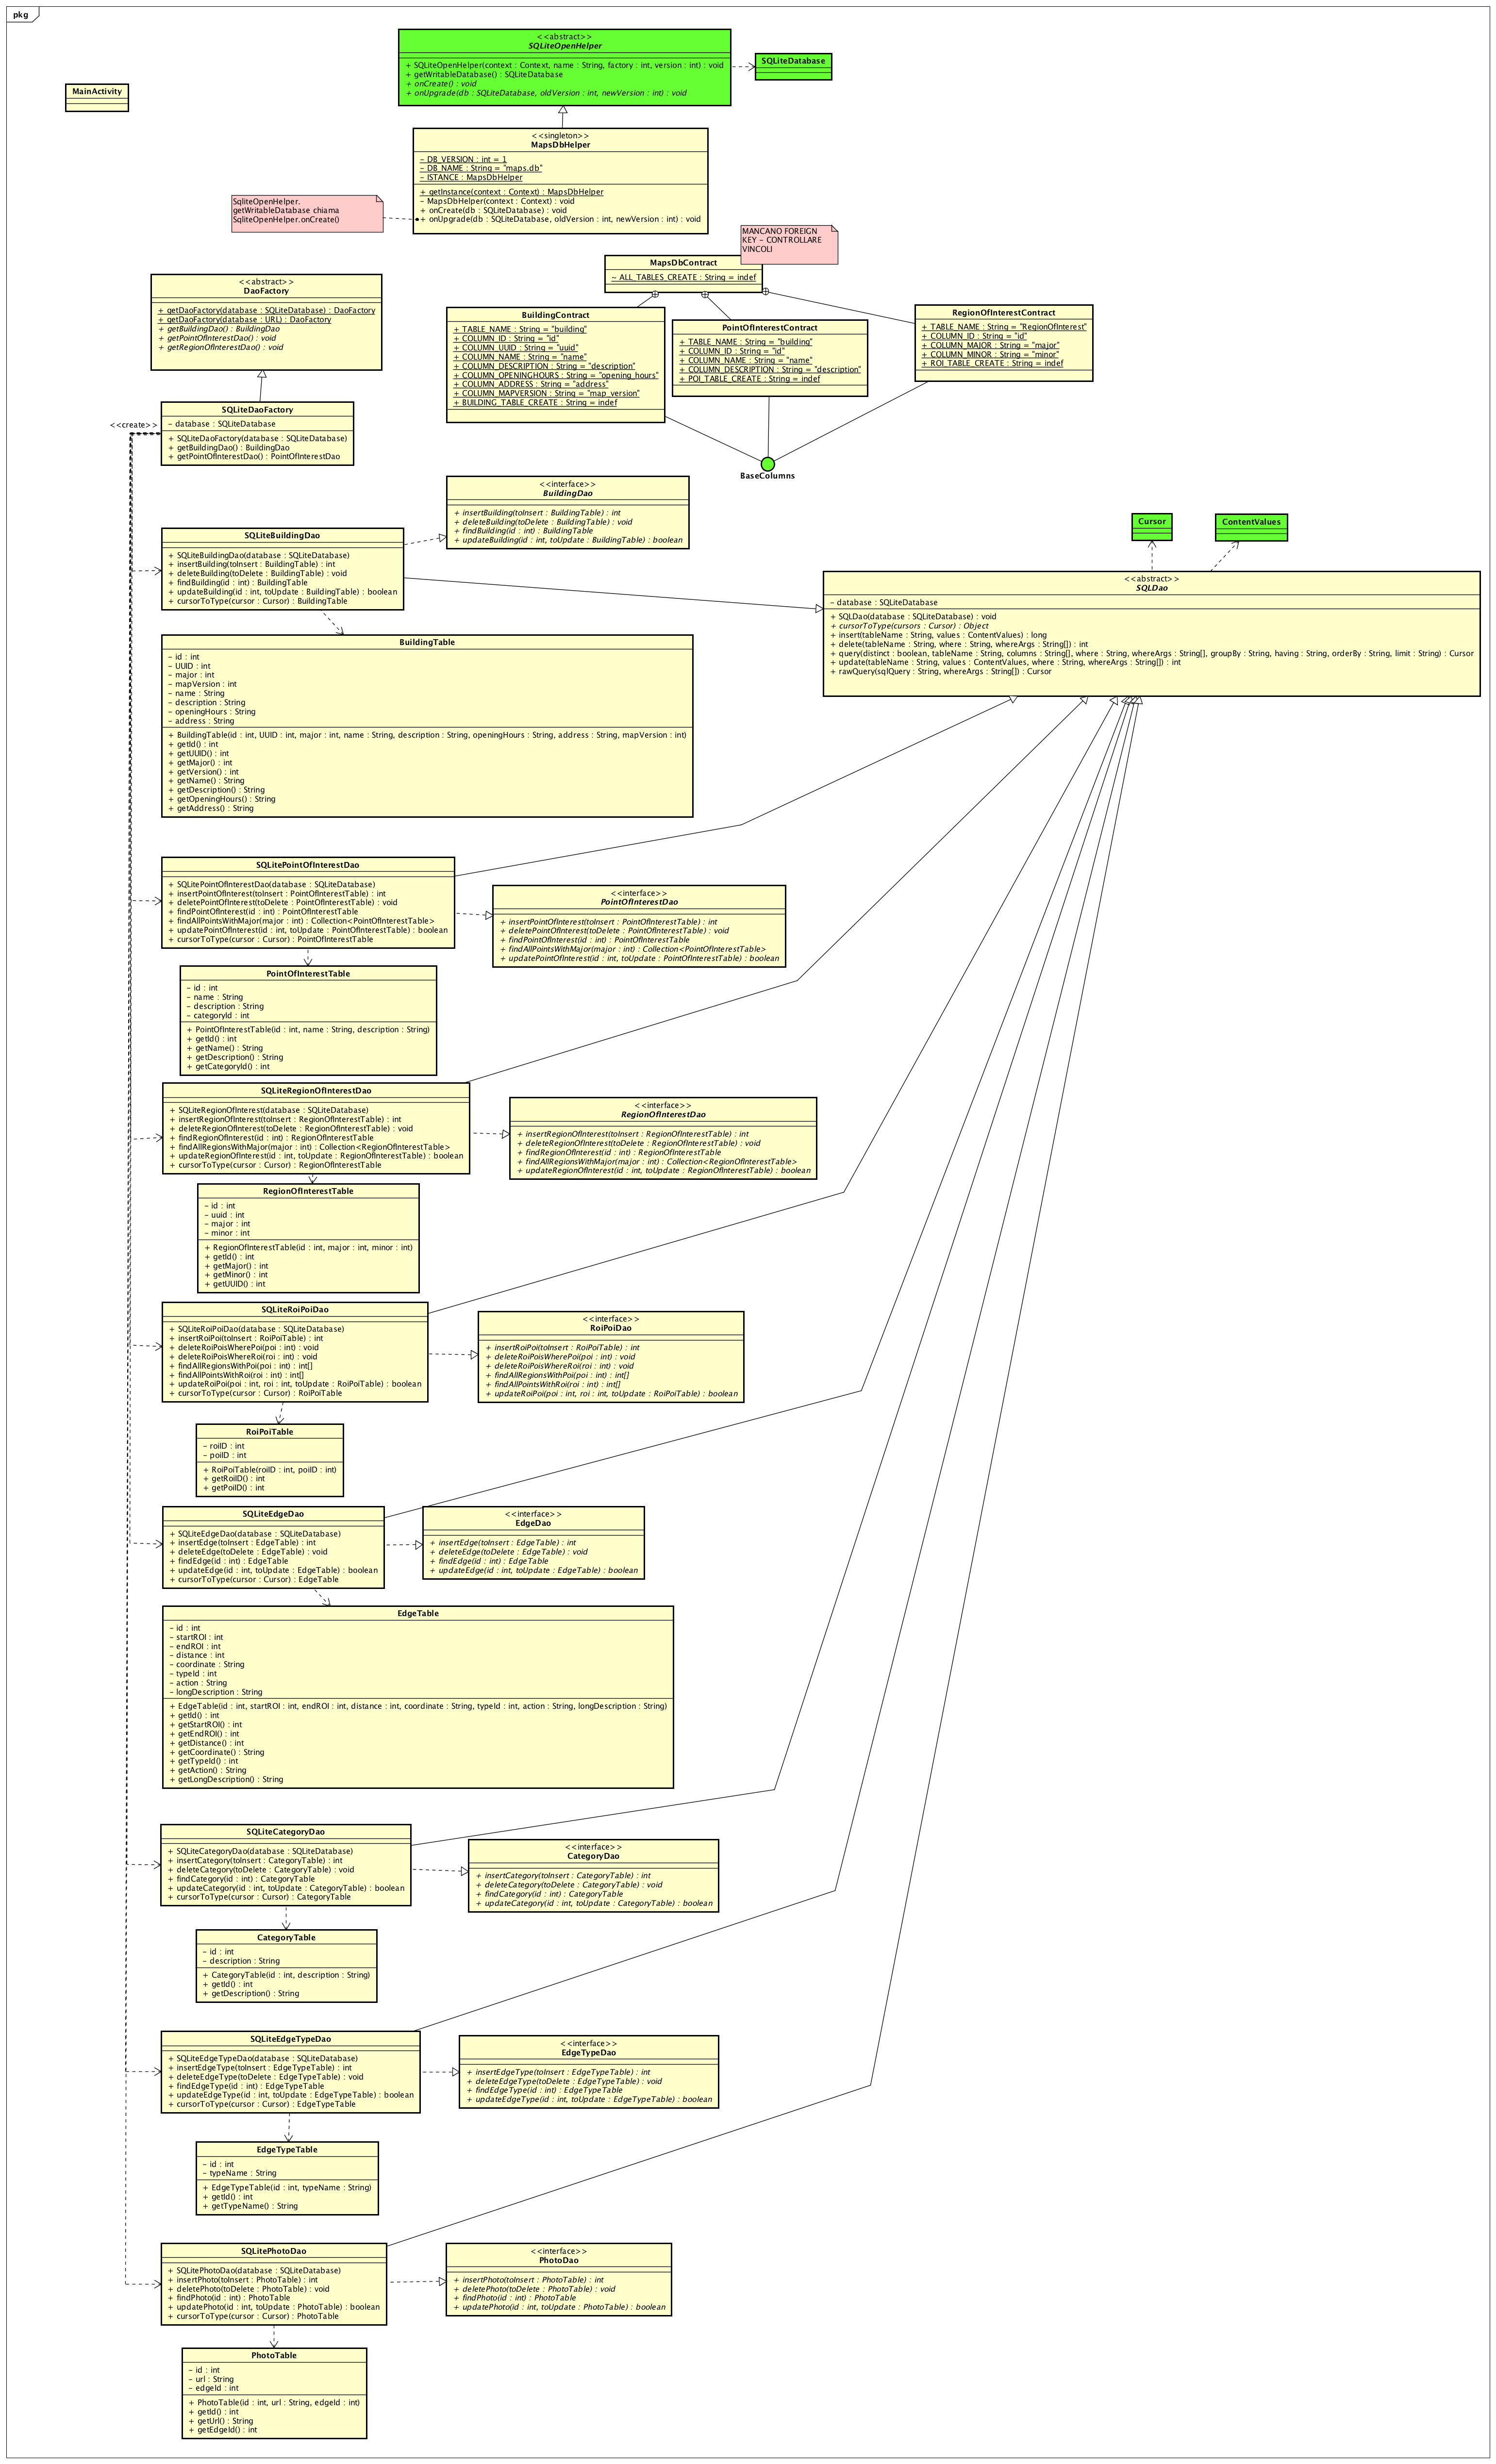 pkg
<<abstract>>
SQLiteOpenHelper
+ SQLiteOpenHelper(context : Context, name : String, factory : int, version : int) : void
+ getWritableDatabase() : SQLiteDatabase
+ onCreate() : void
+ onUpgrade(db : SQLiteDatabase, oldVersion : int, newVersion : int) : void
SQLiteDatabase
MainActivity
<<singleton>>
MapsDbHelper
- DB_VERSION : int = 1
- DB_NAME : String = "maps.db"
- ISTANCE : MapsDbHelper
+ getInstance(context : Context) : MapsDbHelper
- MapsDbHelper(context : Context) : void
+ onCreate(db : SQLiteDatabase) : void
+ onUpgrade(db : SQLiteDatabase, oldVersion : int, newVersion : int) : void
SqliteOpenHelper.
getWritableDatabase chiama
SqliteOpenHelper.onCreate()
MANCANO FOREIGN
KEY - CONTROLLARE
VINCOLI
MapsDbContract
- ALL_TABLES_CREATE : String = indef
<<abstract>>
DaoFactory
+ getDaoFactory(database : SQLiteDatabase) : DaoFactory
+ getDaoFactory(database : URL) : DaoFactory
+ getBuildingDao() : BuildingDao
+ getPointOfInterestDao() : void
+ getRegionOfInterestDao() : void
BuildingContract
+ TABLE_NAME : String = "building"
+ COLUMN_ID : String = "id"
+ COLUMN_UUID : String = "uuid"
+ COLUMN_NAME : String = "name"
+ COLUMN_DESCRIPTION : String = "description"
+ COLUMN_OPENINGHOURS : String = "opening_hours"
+ COLUMN_ADDRESS : String = "address"
+ COLUMN_MAPVERSION : String = "map_version"
+ BUILDING_TABLE_CREATE : String = indef
PointOfInterestContract
+ TABLE_NAME : String = "building"
+ COLUMN_ID : String = "id"
+ COLUMN_NAME : String = "name"
+ COLUMN_DESCRIPTION : String = "description"
+ POI_TABLE_CREATE : String = indef
RegionOfInterestContract
+ TABLE_NAME : String = "RegionOfInterest"
+ COLUMN_ID : String = "id"
+ COLUMN_MAJOR : String = "major"
+ COLUMN_MINOR : String = "minor"
+ ROI_TABLE_CREATE : String = indef
BaseColumns
<<create>>
SQLiteDaoFactory
- database : SQLiteDatabase
+ SQLiteDaoFactory(database : SQLiteDatabase)
+ getBuildingDao() : BuildingDao
+ getPointOfInterestDao() : PointOfInterestDao
<<interface>>
BuildingDao
+ insertBuilding(toInsert : BuildingTable) : int
+ deleteBuilding(toDelete : BuildingTable) : void
+ findBuilding(id : int) : BuildingTable
+ updateBuilding(id : int, toUpdate : BuildingTable) : boolean
Cursor
ContentValues
SQLiteBuildingDao
+ SQLiteBuildingDao(database : SQLiteDatabase)
+ insertBuilding(toInsert : BuildingTable) : int
+ deleteBuilding(toDelete : BuildingTable) : void
+ findBuilding(id : int) : BuildingTable
+ updateBuilding(id : int, toUpdate : BuildingTable) : boolean
+ cursorToType(cursor : Cursor) : BuildingTable
<<abstract>>
SQLDao
- database : SQLiteDatabase
+ SQLDao(database : SQLiteDatabase) : void
+ cursorToType(cursors : Cursor) : Object
+ insert(tableName : String, values : ContentValues) : long
+ delete(tableName : String, where : String, whereArgs : String[]) : int
+ query(distinct : boolean, tableName : String, columns : String[], where : String, whereArgs : String[], groupBy : String, having : String, orderBy : String, limit : String) : Cursor
+ update(tableName : String, values : ContentValues, where : String, whereArgs : String[]) : int
+ rawQuery(sqlQuery : String, whereArgs : String[]) : Cursor
BuildingTable
- id : int
- UUID : int
- major : int
- mapVersion : int
- name : String
- description : String
- openingHours : String
- address : String
+ BuildingTable(id : int, UUID : int, major : int, name : String, description : String, openingHours : String, address : String, mapVersion : int)
+ getId() : int
+ getUUID() : int
+ getMajor() : int
+ getVersion() : int
+ getName() : String
+ getDescription() : String
+ getOpeningHours() : String
+ getAddress() : String
SQLitePointOfInterestDao
+ SQLitePointOfInterestDao(database : SQLiteDatabase)
+ insertPointOfInterest(toInsert : PointOfInterestTable) : int
+ deletePointOfInterest(toDelete : PointOfInterestTable) : void
+ findPointOfInterest(id : int) : PointOfInterestTable
+ findAllPointsWithMajor(major : int) : Collection<PointOfInterestTable>
+ updatePointOfInterest(id : int, toUpdate : PointOfInterestTable) : boolean
+ cursorToType(cursor : Cursor) : PointOfInterestTable
<<interface>>
PointOfInterestDao
+ insertPointOfInterest(toInsert : PointOfInterestTable) : int
+ deletePointOfInterest(toDelete : PointOfInterestTable) : void
+ findPointOfInterest(id : int) : PointOfInterestTable
+ findAllPointsWithMajor(major : int) : Collection<PointOfInterestTable>
+ updatePointOfInterest(id : int, toUpdate : PointOfInterestTable) : boolean
PointOfInterestTable
- id : int
- name : String
- description : String
- categoryId : int
+ PointOfInterestTable(id : int, name : String, description : String)
+ getId() : int
+ getName() : String
+ getDescription() : String
+ getCategoryId() : int
SQLiteRegionOfInterestDao
+ SQLiteRegionOfInterest(database : SQLiteDatabase)
+ insertRegionOfInterest(toInsert : RegionOfInterestTable) : int
+ deleteRegionOfInterest(toDelete : RegionOfInterestTable) : void
+ findRegionOfInterest(id : int) : RegionOfInterestTable
+ findAllRegionsWithMajor(major : int) : Collection<RegionOfInterestTable>
+ updateRegionOfInterest(id : int, toUpdate : RegionOfInterestTable) : boolean
+ cursorToType(cursor : Cursor) : RegionOfInterestTable
<<interface>>
RegionOfInterestDao
+ insertRegionOfInterest(toInsert : RegionOfInterestTable) : int
+ deleteRegionOfInterest(toDelete : RegionOfInterestTable) : void
+ findRegionOfInterest(id : int) : RegionOfInterestTable
+ findAllRegionsWithMajor(major : int) : Collection<RegionOfInterestTable>
+ updateRegionOfInterest(id : int, toUpdate : RegionOfInterestTable) : boolean
RegionOfInterestTable
- id : int
- uuid : int
- major : int
- minor : int
+ RegionOfInterestTable(id : int, major : int, minor : int)
+ getId() : int
+ getMajor() : int
+ getMinor() : int
+ getUUID() : int
SQLiteRoiPoiDao
+ SQLiteRoiPoiDao(database : SQLiteDatabase)
+ insertRoiPoi(toInsert : RoiPoiTable) : int
+ deleteRoiPoisWherePoi(poi : int) : void
+ deleteRoiPoisWhereRoi(roi : int) : void
+ findAllRegionsWithPoi(poi : int) : int[]
+ findAllPointsWithRoi(roi : int) : int[]
+ updateRoiPoi(poi : int, roi : int, toUpdate : RoiPoiTable) : boolean
+ cursorToType(cursor : Cursor) : RoiPoiTable
<<interface>>
RoiPoiDao
+ insertRoiPoi(toInsert : RoiPoiTable) : int
+ deleteRoiPoisWherePoi(poi : int) : void
+ deleteRoiPoisWhereRoi(roi : int) : void
+ findAllRegionsWithPoi(poi : int) : int[]
+ findAllPointsWithRoi(roi : int) : int[]
+ updateRoiPoi(poi : int, roi : int, toUpdate : RoiPoiTable) : boolean
RoiPoiTable
- roiID : int
- poiID : int
+ RoiPoiTable(roiID : int, poiID : int)
+ getRoiID() : int
+ getPoiID() : int
SQLiteEdgeDao
+ SQLiteEdgeDao(database : SQLiteDatabase)
+ insertEdge(toInsert : EdgeTable) : int
+ deleteEdge(toDelete : EdgeTable) : void
+ findEdge(id : int) : EdgeTable
+ updateEdge(id : int, toUpdate : EdgeTable) : boolean
+ cursorToType(cursor : Cursor) : EdgeTable
<<interface>>
EdgeDao
+ insertEdge(toInsert : EdgeTable) : int
+ deleteEdge(toDelete : EdgeTable) : void
+ findEdge(id : int) : EdgeTable
+ updateEdge(id : int, toUpdate : EdgeTable) : boolean
EdgeTable
- id : int
- startROI : int
- endROI : int
- distance : int
- coordinate : String
- typeId : int
- action : String
- longDescription : String
+ EdgeTable(id : int, startROI : int, endROI : int, distance : int, coordinate : String, typeId : int, action : String, longDescription : String)
+ getId() : int
+ getStartROI() : int
+ getEndROI() : int
+ getDistance() : int
+ getCoordinate() : String
+ getTypeId() : int
+ getAction() : String
+ getLongDescription() : String
SQLiteCategoryDao
+ SQLiteCategoryDao(database : SQLiteDatabase)
+ insertCategory(toInsert : CategoryTable) : int
+ deleteCategory(toDelete : CategoryTable) : void
+ findCategory(id : int) : CategoryTable
+ updateCategory(id : int, toUpdate : CategoryTable) : boolean
+ cursorToType(cursor : Cursor) : CategoryTable
<<interface>>
CategoryDao
+ insertCategory(toInsert : CategoryTable) : int
+ deleteCategory(toDelete : CategoryTable) : void
+ findCategory(id : int) : CategoryTable
+ updateCategory(id : int, toUpdate : CategoryTable) : boolean
CategoryTable
- id : int
- description : String
+ CategoryTable(id : int, description : String)
+ getId() : int
+ getDescription() : String
SQLiteEdgeTypeDao
+ SQLiteEdgeTypeDao(database : SQLiteDatabase)
+ insertEdgeType(toInsert : EdgeTypeTable) : int
+ deleteEdgeType(toDelete : EdgeTypeTable) : void
+ findEdgeType(id : int) : EdgeTypeTable
+ updateEdgeType(id : int, toUpdate : EdgeTypeTable) : boolean
+ cursorToType(cursor : Cursor) : EdgeTypeTable
<<interface>>
EdgeTypeDao
+ insertEdgeType(toInsert : EdgeTypeTable) : int
+ deleteEdgeType(toDelete : EdgeTypeTable) : void
+ findEdgeType(id : int) : EdgeTypeTable
+ updateEdgeType(id : int, toUpdate : EdgeTypeTable) : boolean
EdgeTypeTable
- id : int
- typeName : String
+ EdgeTypeTable(id : int, typeName : String)
+ getId() : int
+ getTypeName() : String
SQLitePhotoDao
+ SQLitePhotoDao(database : SQLiteDatabase)
+ insertPhoto(toInsert : PhotoTable) : int
+ deletePhoto(toDelete : PhotoTable) : void
+ findPhoto(id : int) : PhotoTable
+ updatePhoto(id : int, toUpdate : PhotoTable) : boolean
+ cursorToType(cursor : Cursor) : PhotoTable
<<interface>>
PhotoDao
+ insertPhoto(toInsert : PhotoTable) : int
+ deletePhoto(toDelete : PhotoTable) : void
+ findPhoto(id : int) : PhotoTable
+ updatePhoto(id : int, toUpdate : PhotoTable) : boolean
PhotoTable
- id : int
- url : String
- edgeId : int
+ PhotoTable(id : int, url : String, edgeId : int)
+ getId() : int
+ getUrl() : String
+ getEdgeId() : int